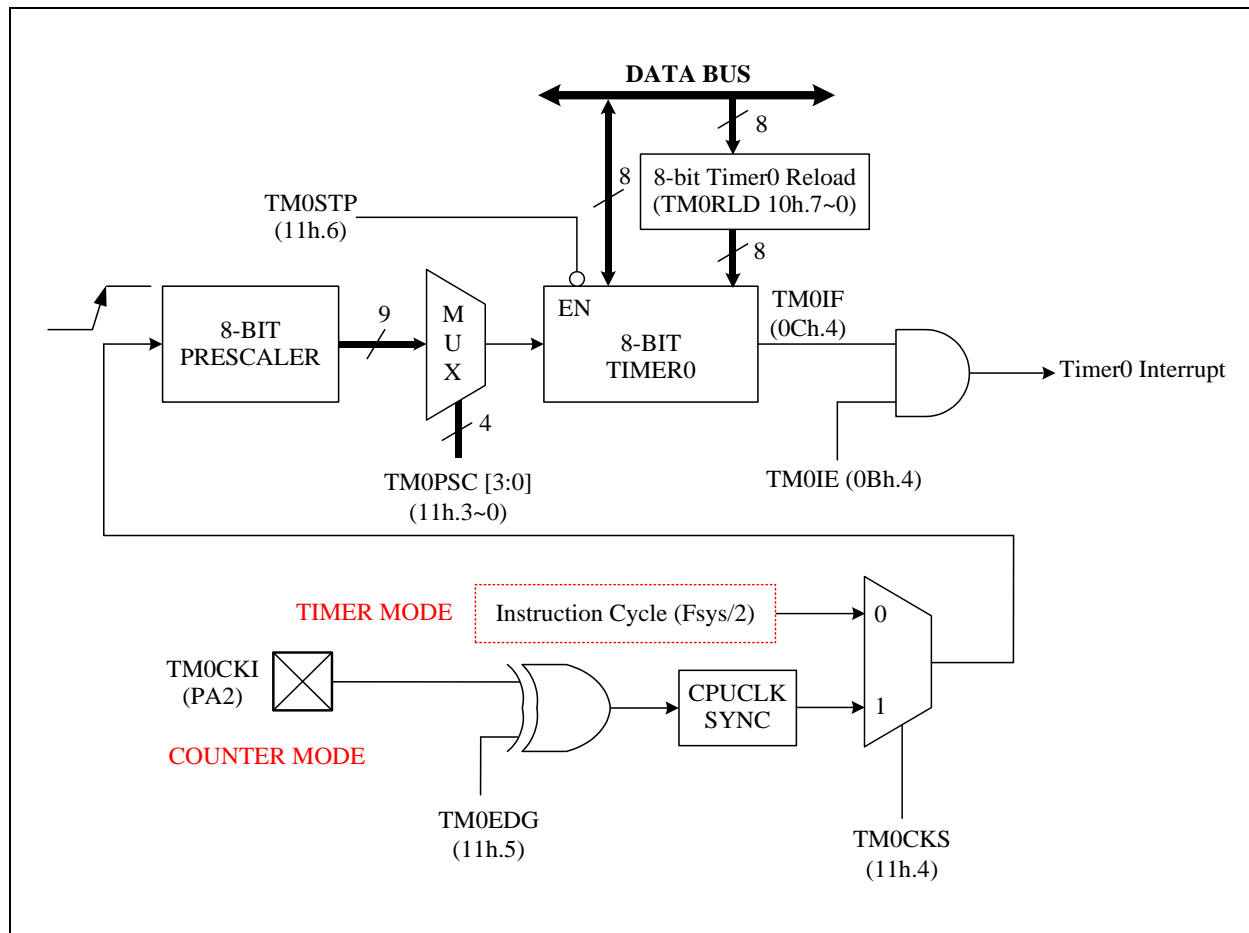 DATA BUS
8
8-bit Timer0 Reload
(TM0RLD 10h.7~0)
8
8
TM0STP
(11h.6)
8-BIT
PRESCALER
9
M
U
X
4
TM0PSC [3:0]
(11h.3~0)
EN
8-BIT
TIMER0
TM0IF
(0Ch.4)
Timer0 Interrupt
TM0IE (0Bh.4)
TIMER MODE
Instruction Cycle (Fsys/2)
0
TM0CKI
(PA2)
CPUCLK
SYNC
1
COUNTER MODE
TM0EDG
(11h.5)
TM0CKS
(11h.4)